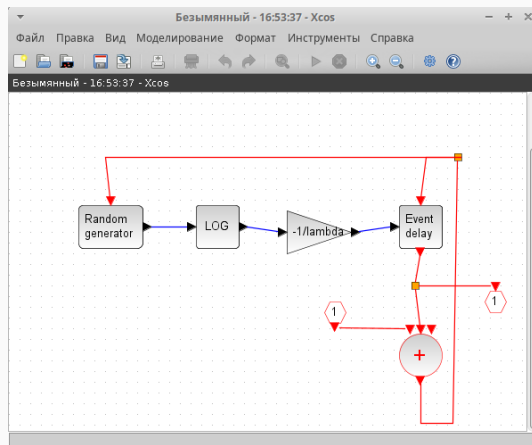 Безымянный - 16:53:37 - Xcos
Файл Правка Вид Моделирование Формат Инструменты Справка
Безымянный - 16:53:37 - Xcos
Random
generator
LOG
-1/lambda
Event
delay
1
1
+